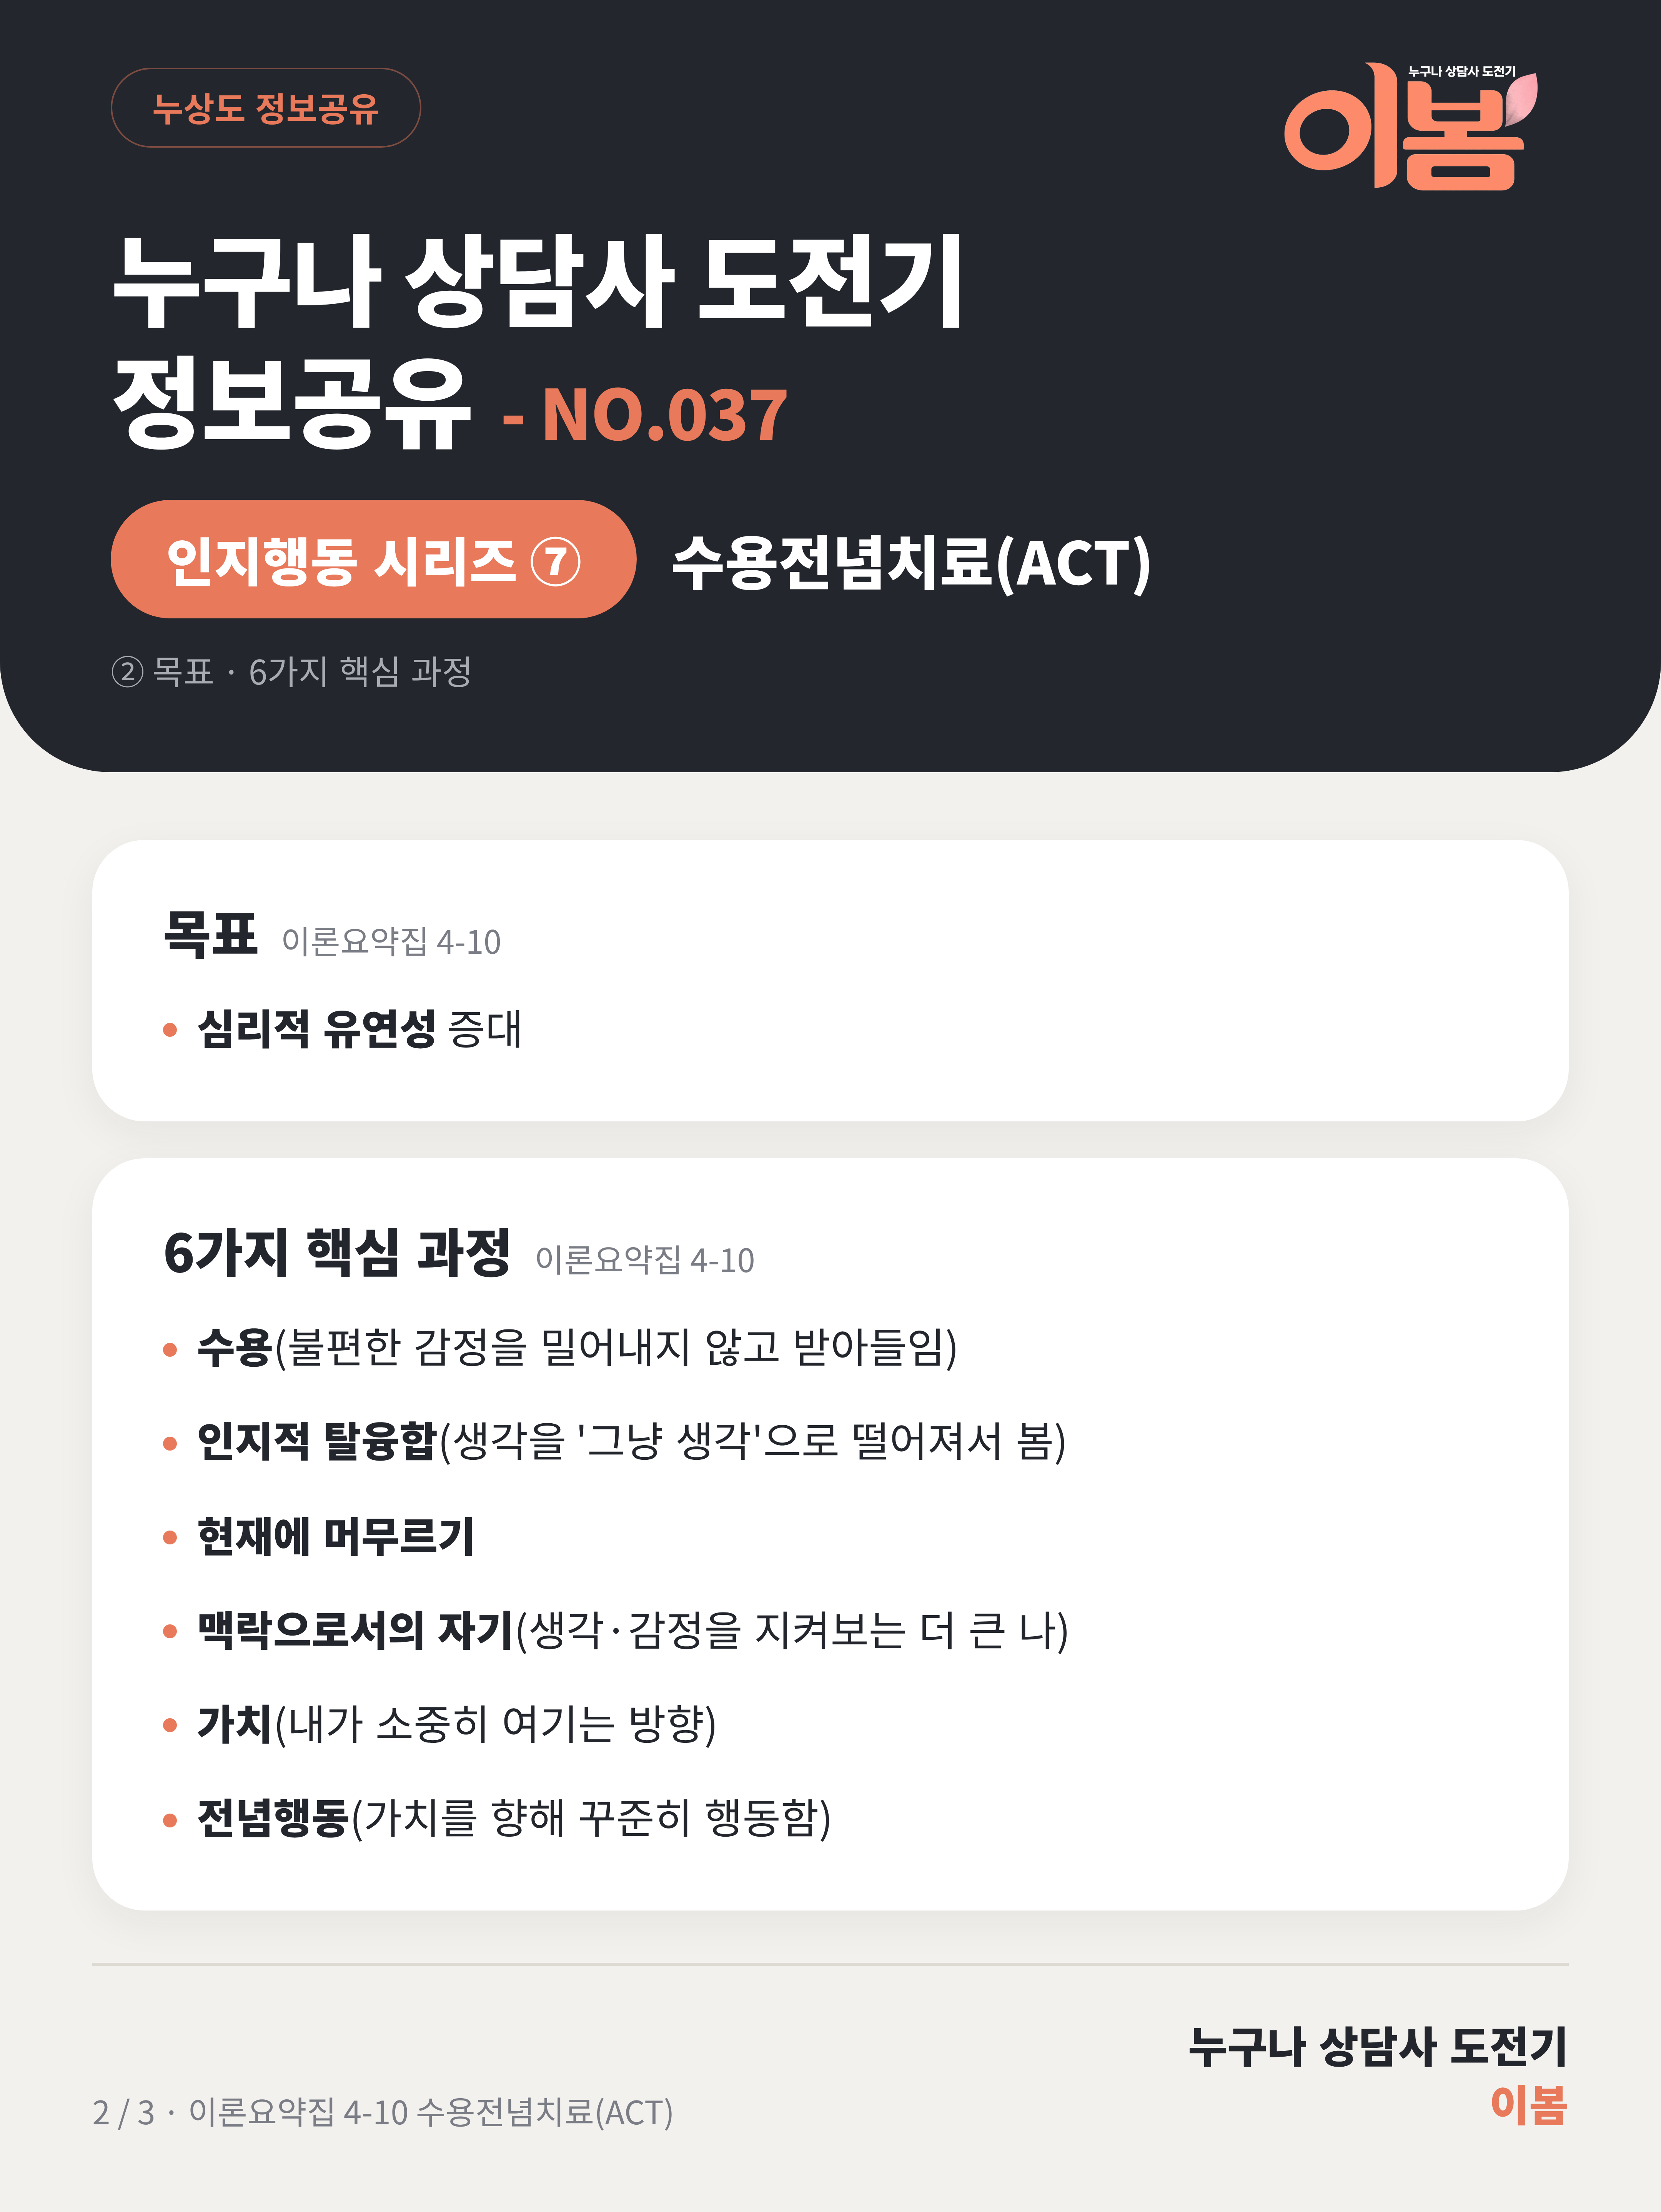 누상도 정보공유
누구나 상담사 도전기
이봄
누구나 상담사 도전기
정보공유 - NO.037
인지행동 시리즈 ⑦ 수용전념치료(ACT)
② 목표 · 6가지 핵심 과정
목표 이론요약집 4-10
• 심리적 유연성 증대
6가지 핵심 과정 이론요약집 4-10
• 수용(불편한 감정을 밀어내지 않고 받아들임)
• 인지적 탈융합(생각을 '그냥 생각'으로 떨어져서 봄)
• 현재에 머무르기
• 맥락으로서의 자기(생각·감정을 지켜보는 더 큰 나)
• 가치(내가 소중히 여기는 방향)
• 전념행동(가치를 향해 꾸준히 행동함)
누구나 상담사 도전기
2 / 3 · 이론요약집 4-10 수용전념치료(ACT)
이봄